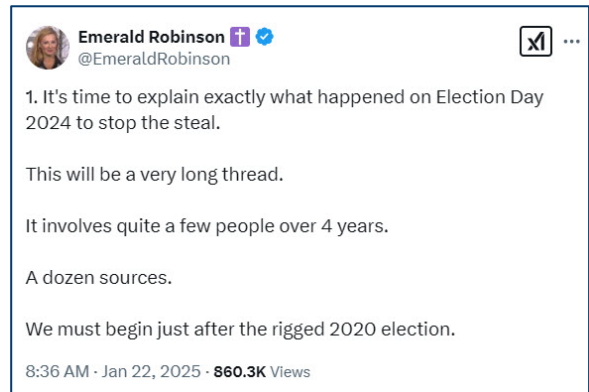 Emerald Robinson ✝️
@EmeraldRobinson
1. It's time to explain exactly what happened on Election Day
2024 to stop the steal.
This will be a very long thread.
It involves quite a few people over 4 years.
A dozen sources.
We must begin just after the rigged 2020 election.
8:36 AM · Jan 22, 2025 · 860.3K Views